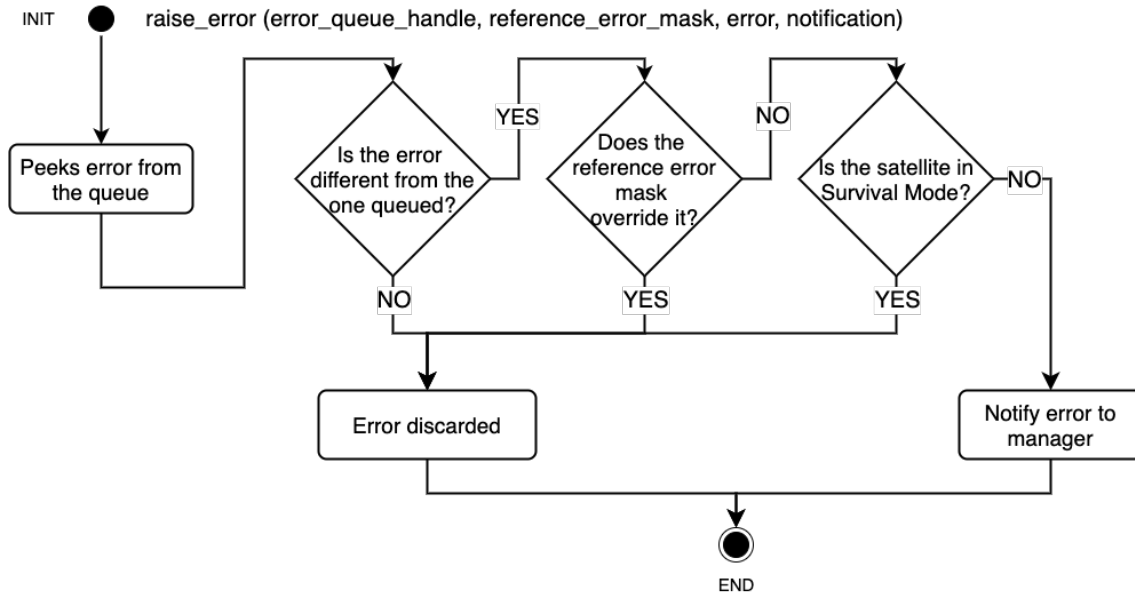 INIT
raise_error (error_queue_handle, reference_error_mask, error, notification)
Peeks error from
the queue
Is the error
different from the
one queued?
YES
NO
Does the
reference error
mask
override it?
NO
YES
Is the satellite in
Survival Mode?
NO
YES
Error discarded
Notify error to
manager
END